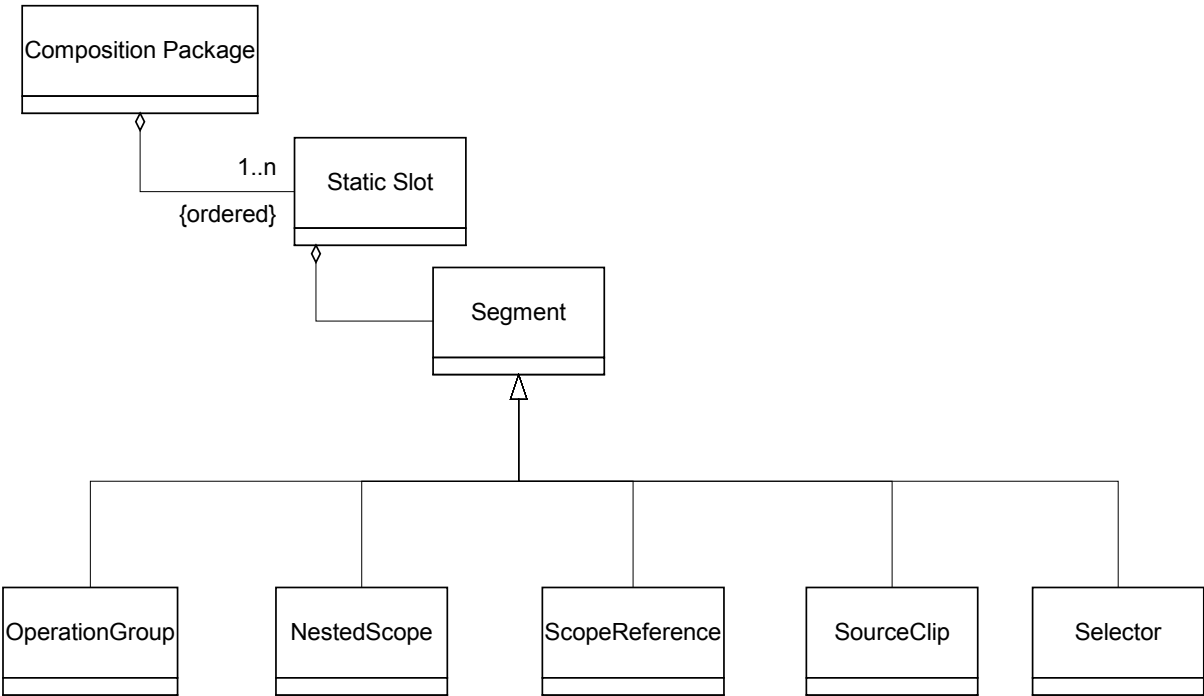 Composition Package
1..n
Static Slot
{ordered}
Segment
OperationGroup
NestedScope
ScopeReference
SourceClip
Selector